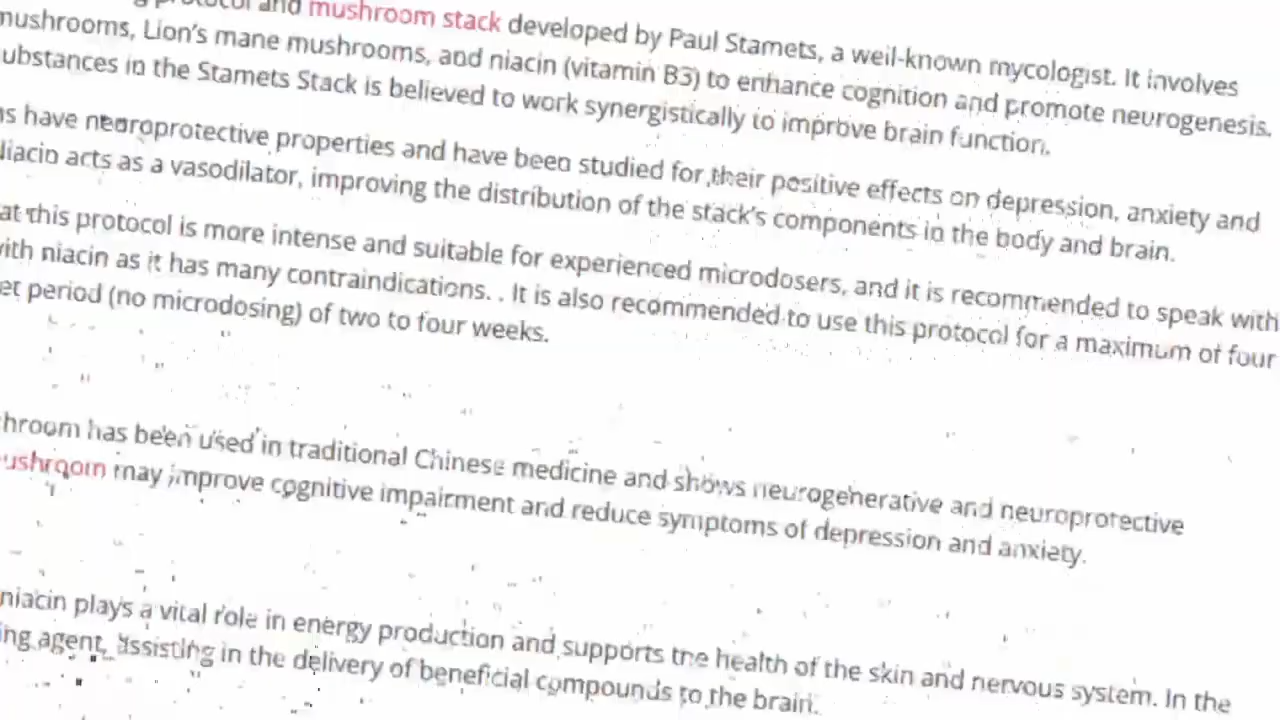 protocol and mushroom stack developed by Paul Stamets, a well-known mycologist. It involves
mushrooms, Lion's mane mushrooms, and niacin (vitamin B3) to enhance cognition and promote neurogenesis.
ubstances in the Stamets Stack is believed to work synergistically to improve brain function.
ns have neuroprotective properties and have been studied for their positive effects on depression, anxiety and
Niacin acts as a vasodilator, improving the distribution of the stack's components in the body and brain.
at this protocol is more intense and suitable for experienced microdosers, and it is recommended to speak with
with niacin as it has many contraindications. . It is also recommended to use this protocol for a maximum of four
et period (no microdosing) of two to four weeks.
hroom has been used in traditional Chinese medicine and shows neurogenerative and neuroprotective
ushroom may improve cognitive impairment and reduce symptoms of depression and anxiety.
niacin plays a vital role in energy production and supports the health of the skin and nervous system. In the
ing agent, assisting in the delivery of beneficial compounds to the brain.